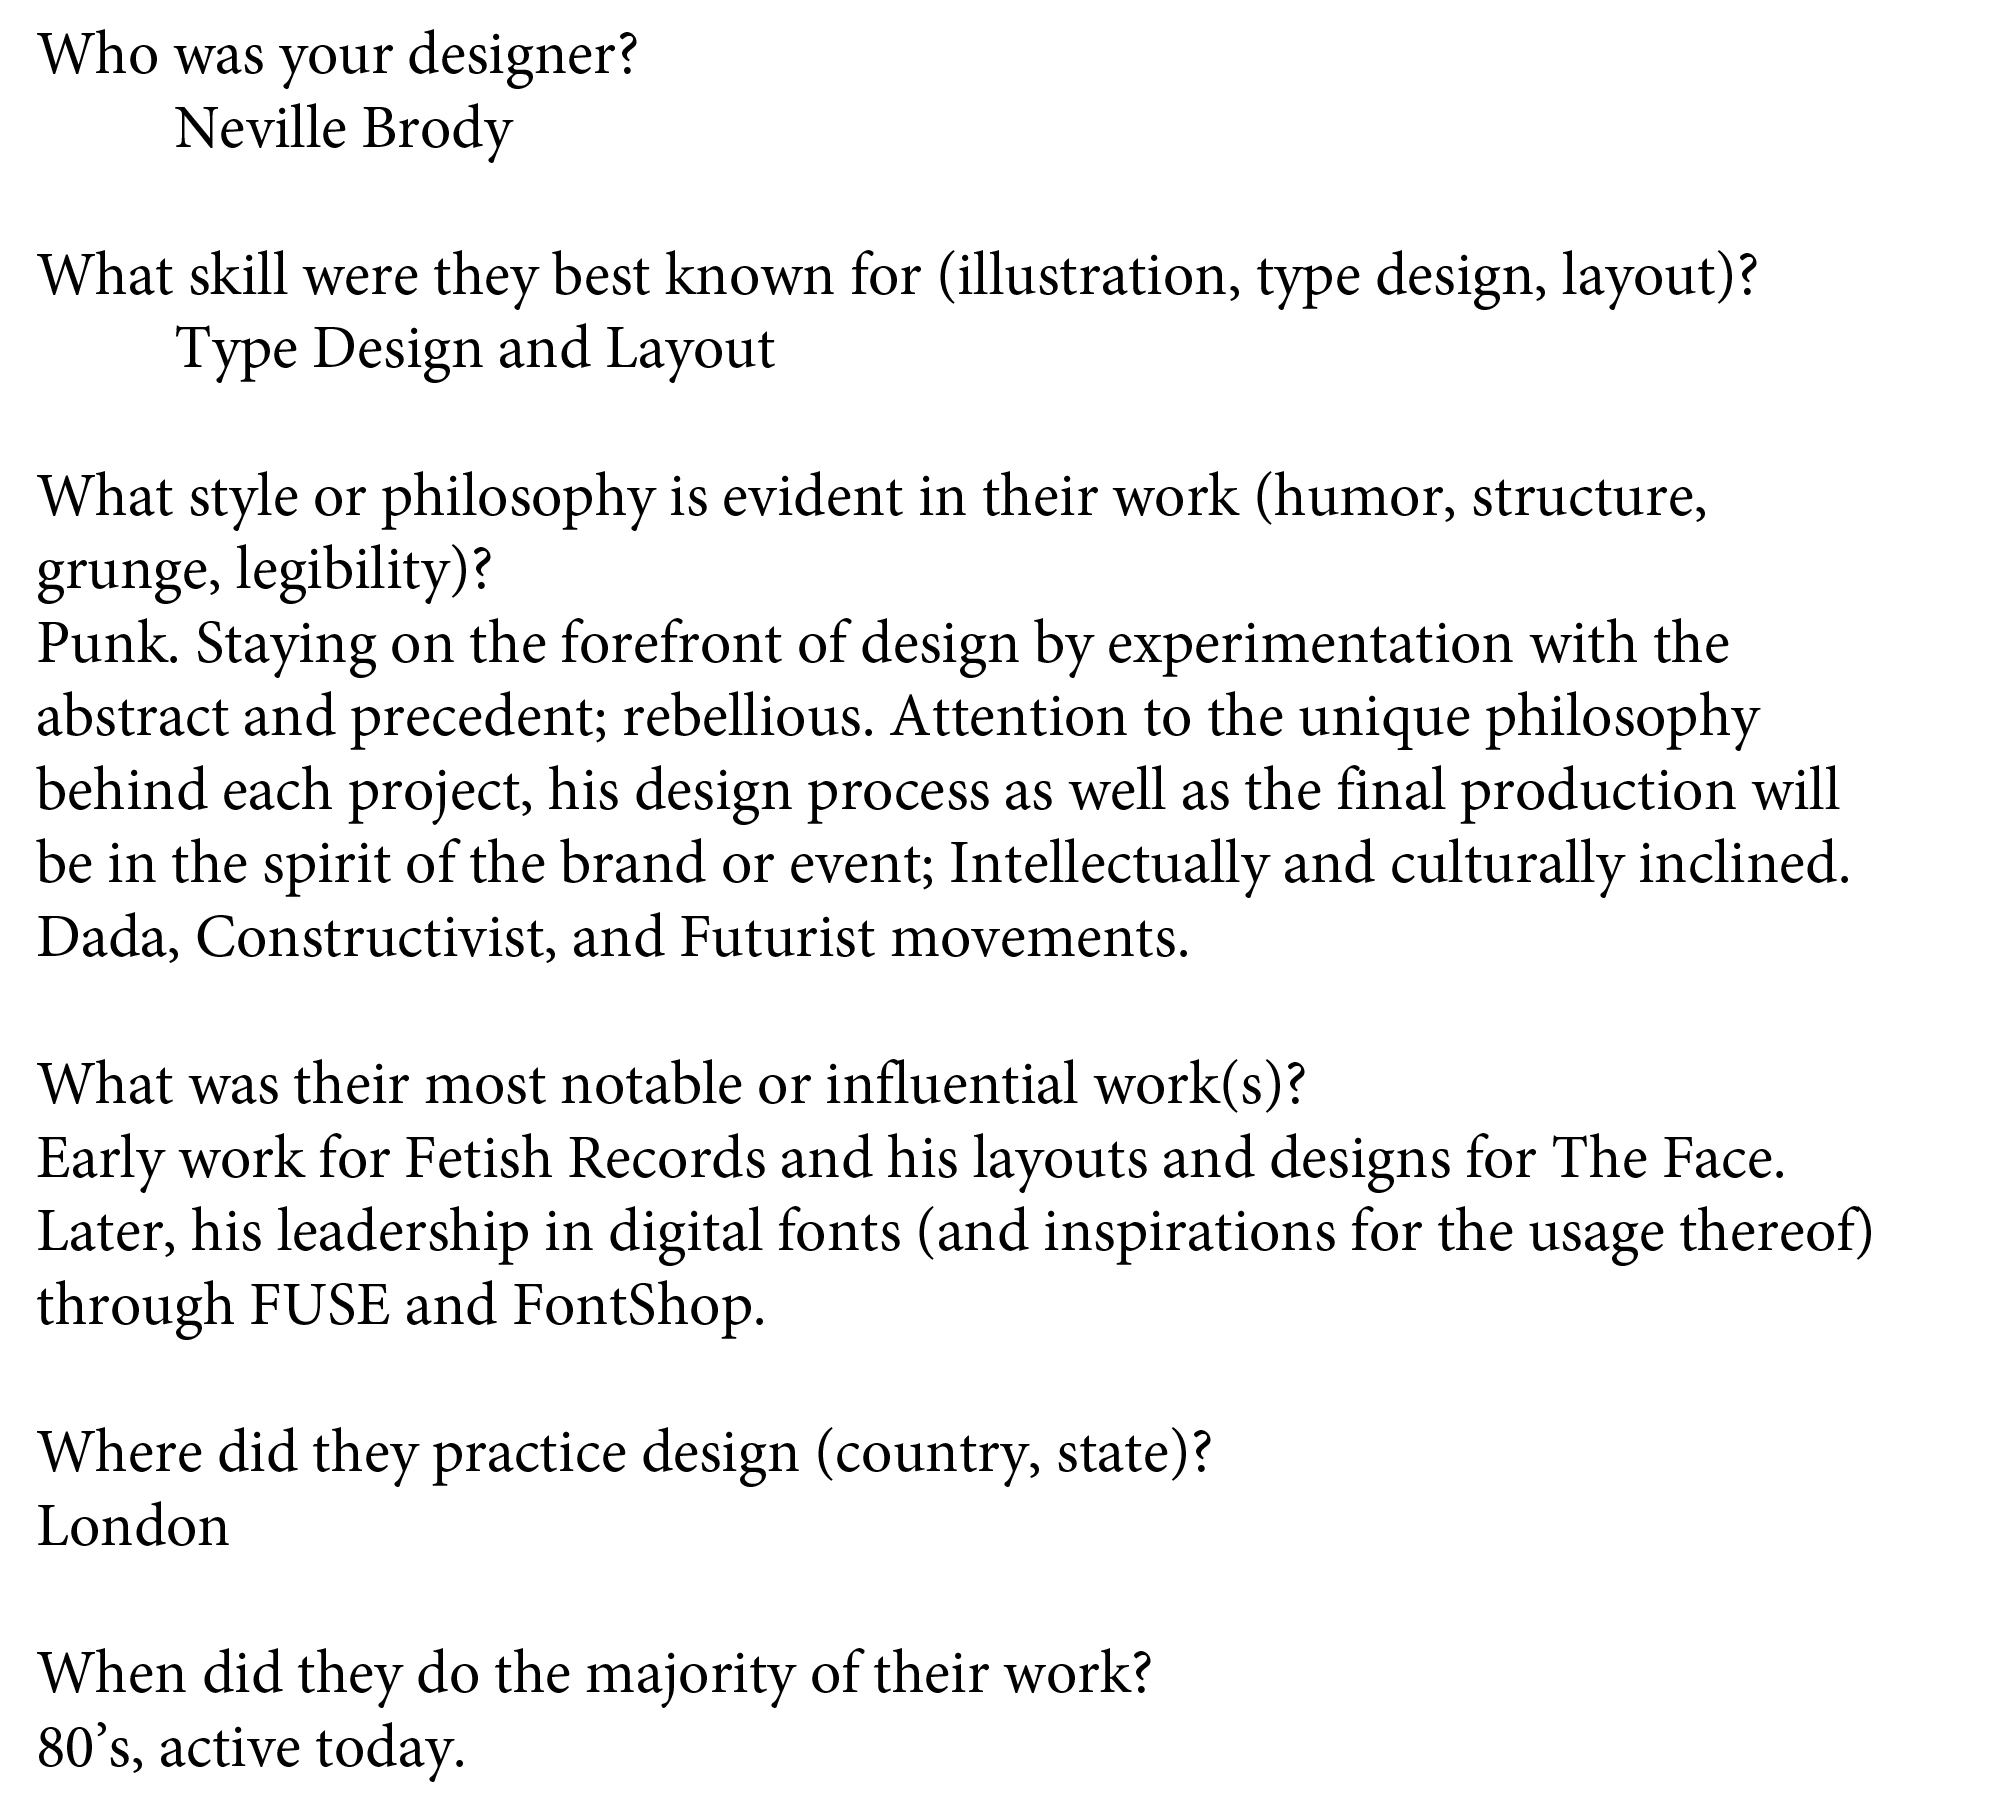 Who was your designer?
Neville Brody
What skill were they best known for (illustration, type design, layout)?
Type Design and Layout
What style or philosophy is evident in their work (humor, structure,
grunge, legibility)?
Punk. Staying on the forefront of design by experimentation with the
abstract and precedent; rebellious. Attention to the unique philosophy
behind each project, his design process as well as the final production will
be in the spirit of the brand or event; Intellectually and culturally inclined.
Dada, Constructivist, and Futurist movements.
What was their most notable or influential work(s)?
Early work for Fetish Records and his layouts and designs for The Face.
Later, his leadership in digital fonts (and inspirations for the usage thereof)
through FUSE and FontShop.
Where did they practice design (country, state)?
London
When did they do the majority of their work?
80’s, active today.